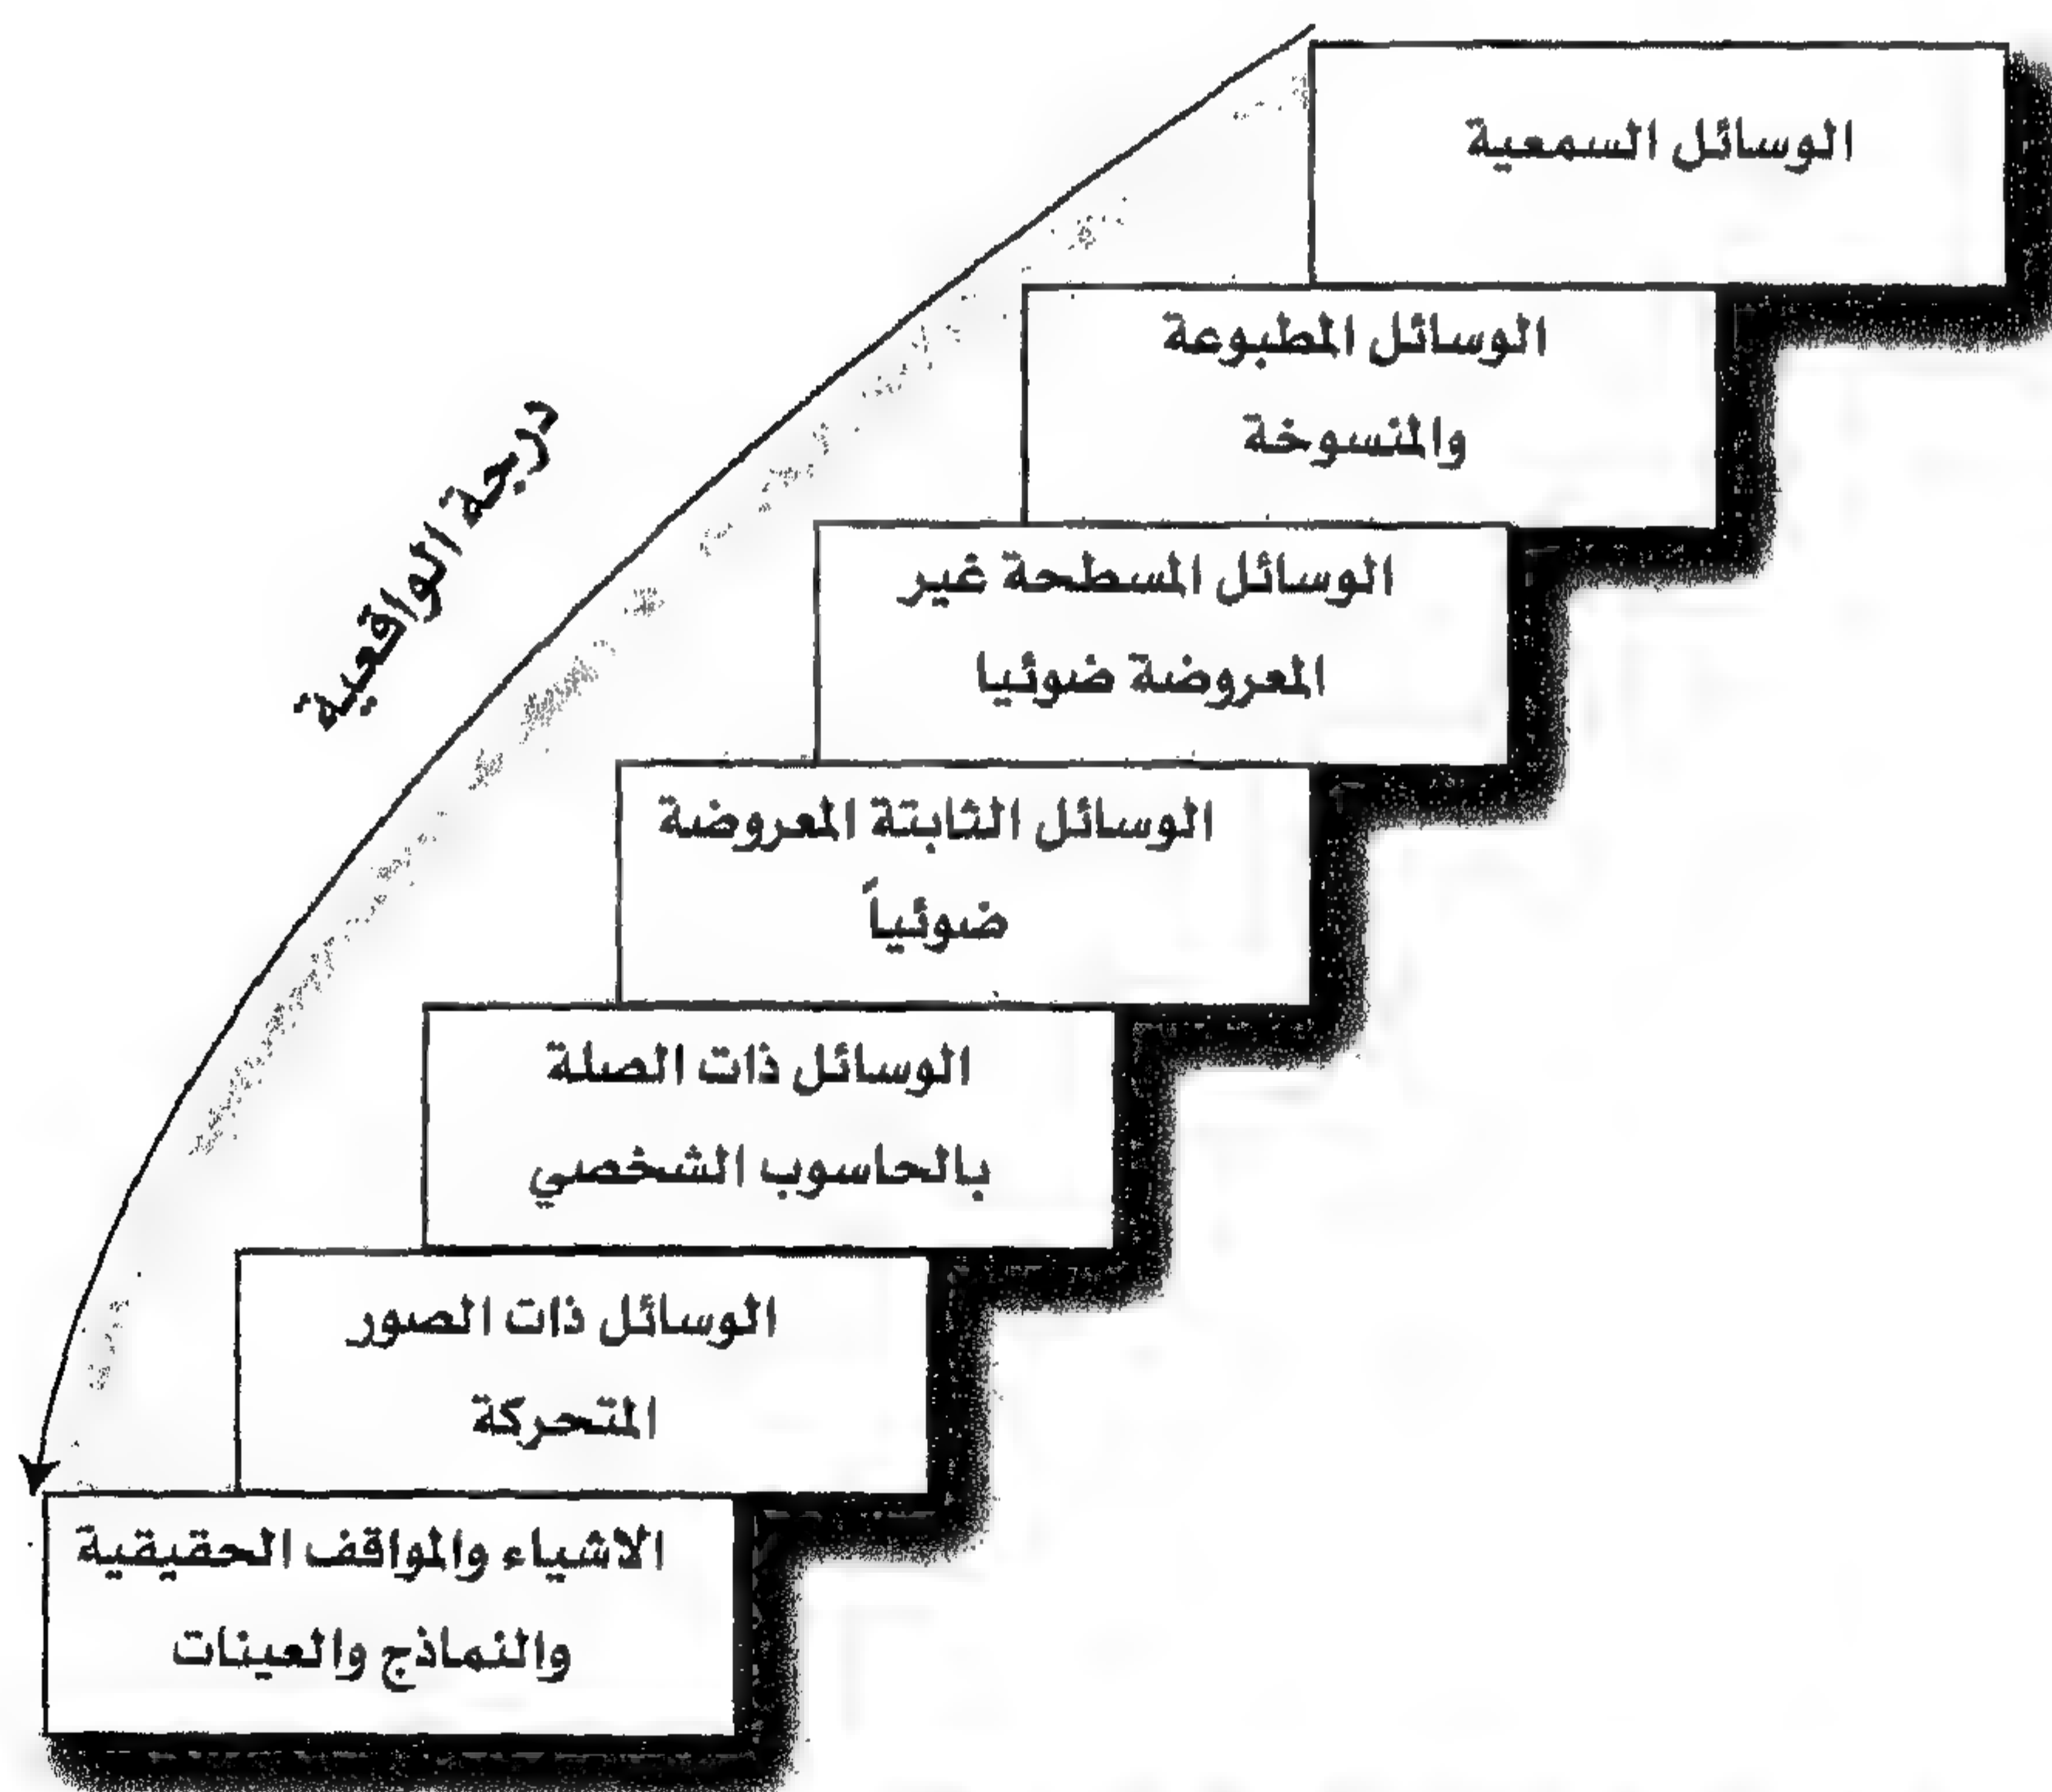 الوسائل السمعية
الوسائل المطبوعة
والمنسوخة
درجة الواقعية
الوسائل المسطحة غير
المعروضة ضوئيا
الوسائل الثابتة المعروضة
ضوئياً
الوسائل ذات الصلة
بالحاسوب الشخصي
الوسائل ذات الصور
المتحركة
الاشياء والمواقف الحقيقية
والنماذج والعينات